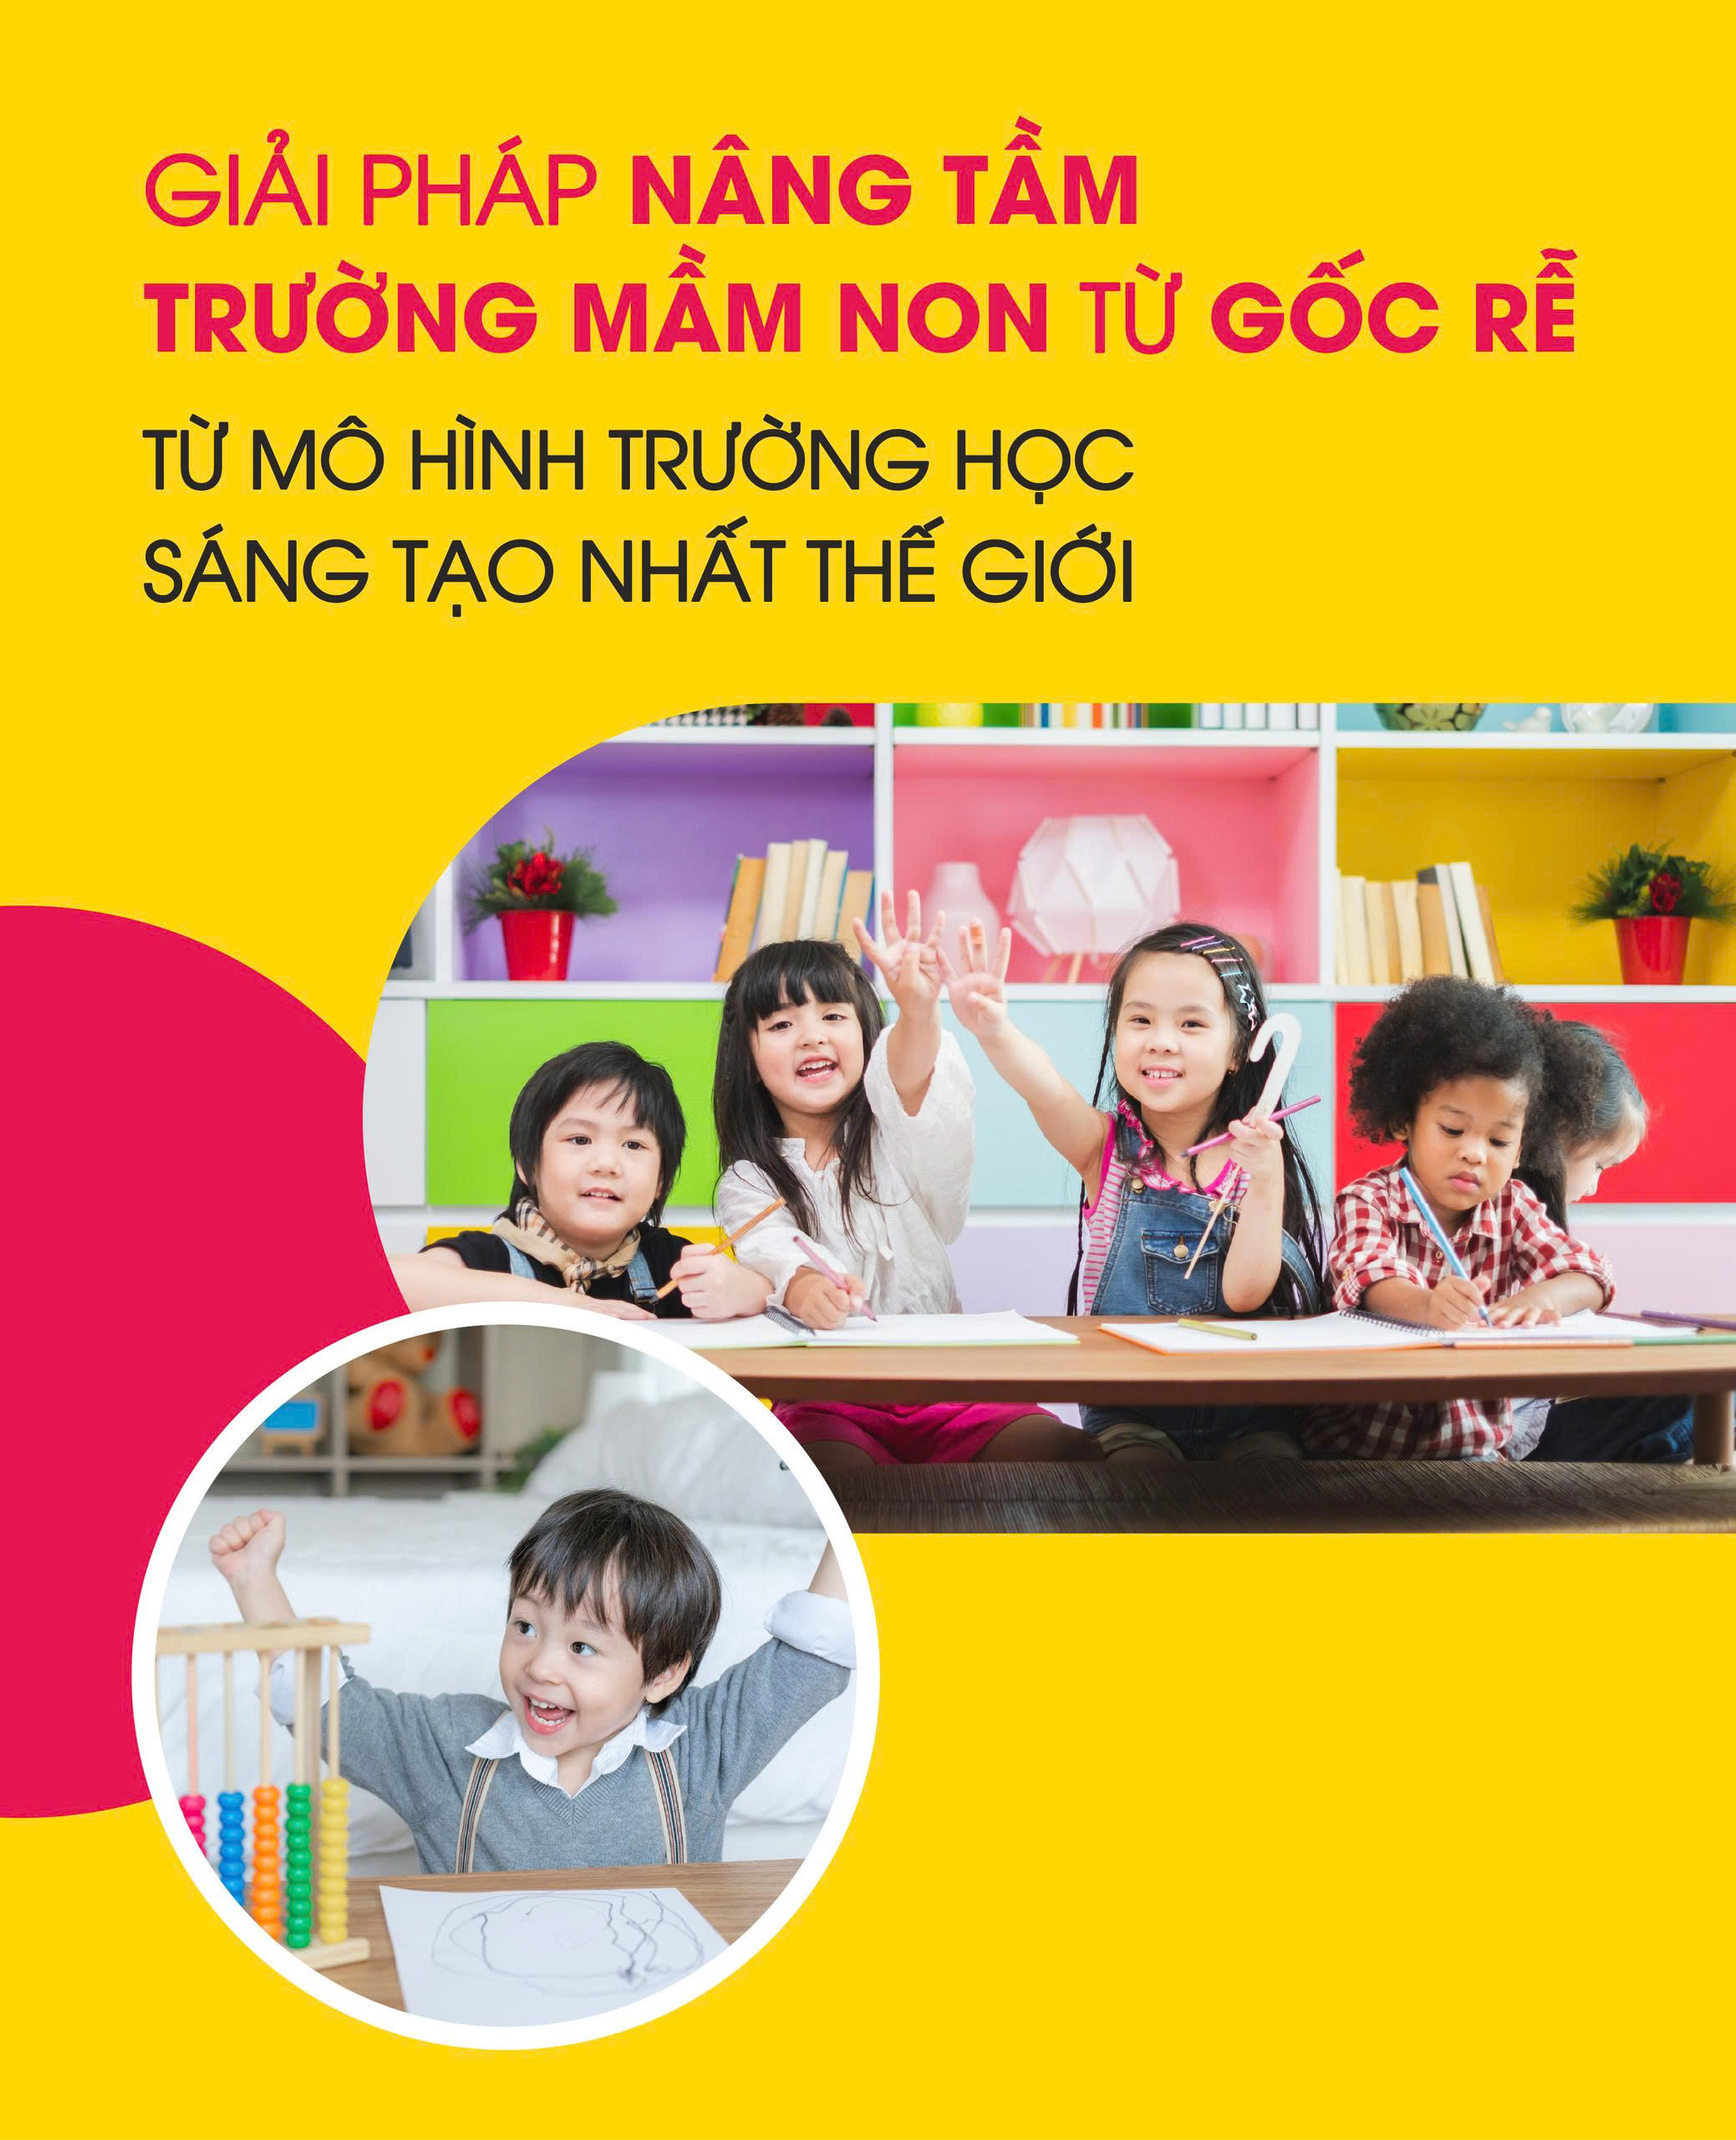 GIẢI PHÁP NÂNG TẦM
TRƯỜNG MẦM NON TỪ GỐC RỄ
TỪ MÔ HÌNH TRƯỜNG HỌC
SÁNG TẠO NHẤT THẾ GIỚI